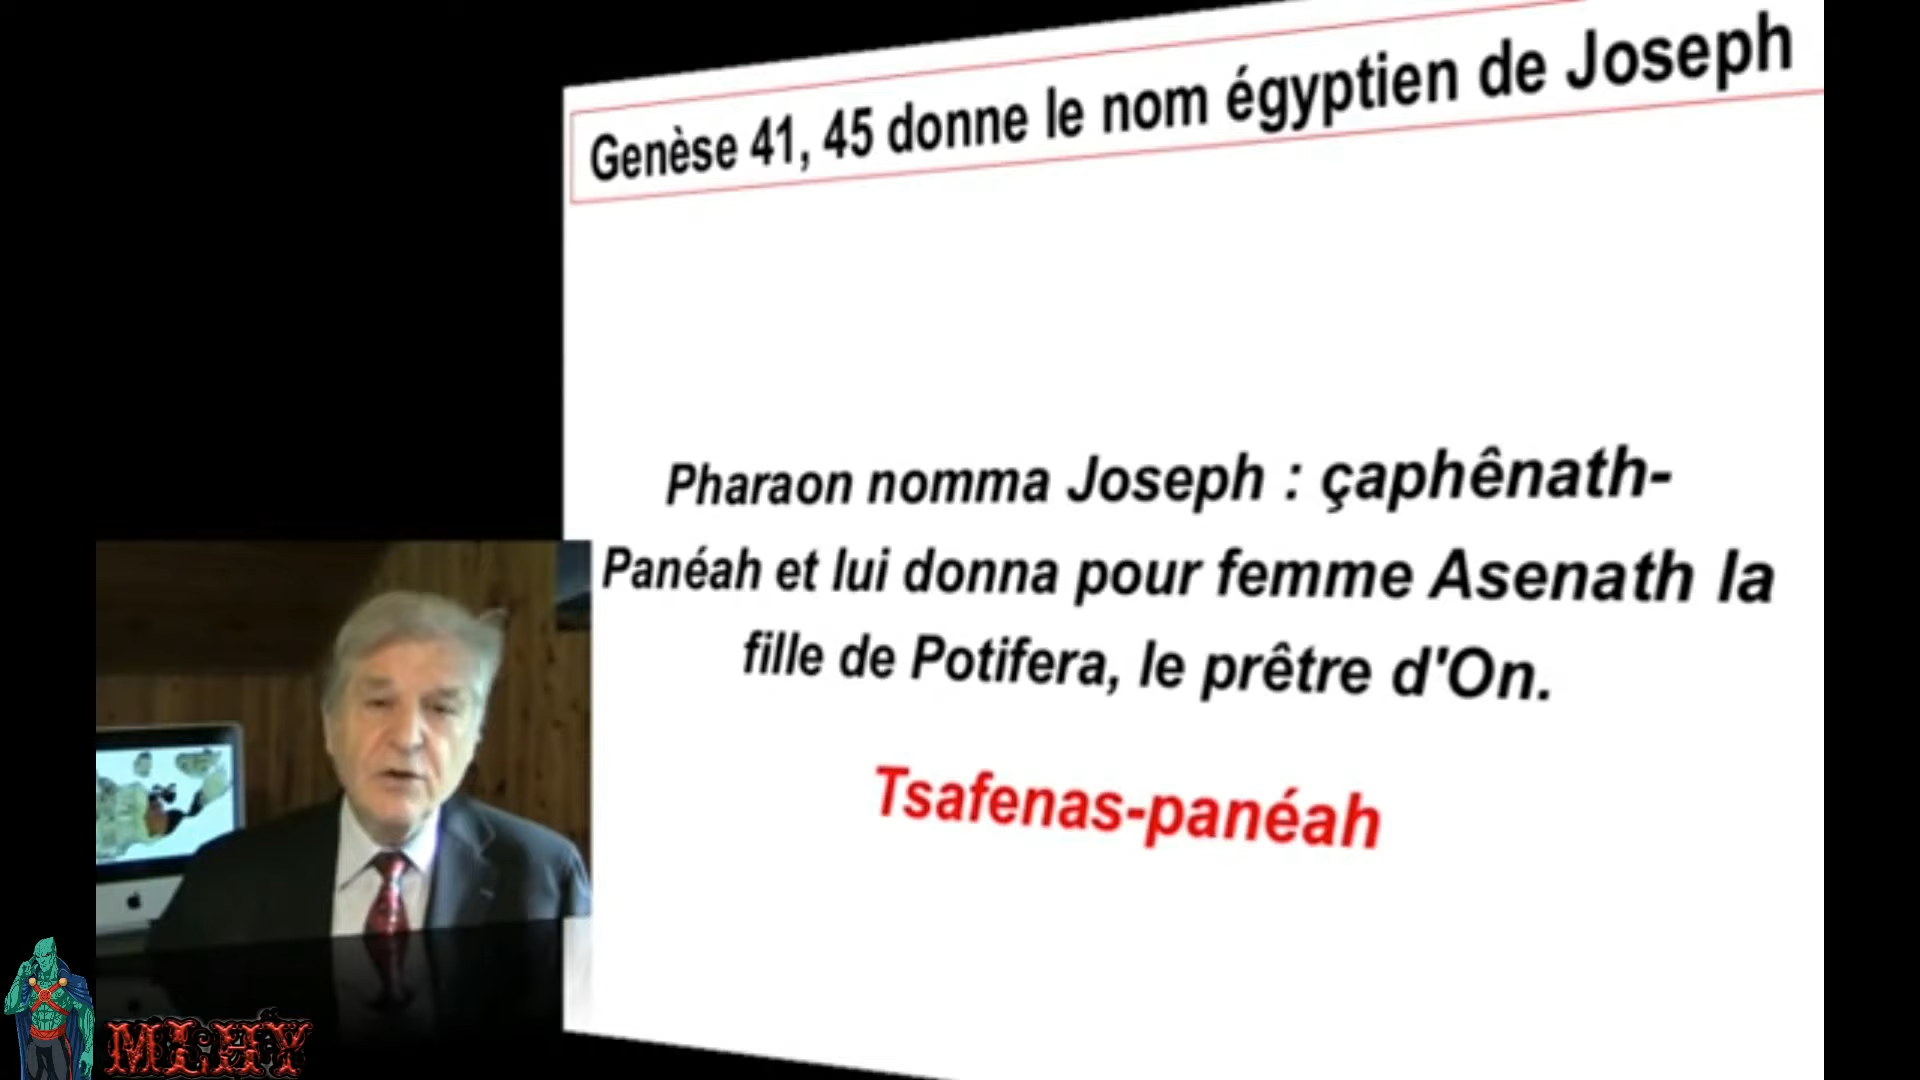 Genèse 41, 45 donne le nom égyptien de Joseph
Pharaon nomma Joseph : çaphênath-
Panéah et lui donna pour femme Asenath la
fille de Potifera, le prêtre d'On.
Tsafenas-panéah